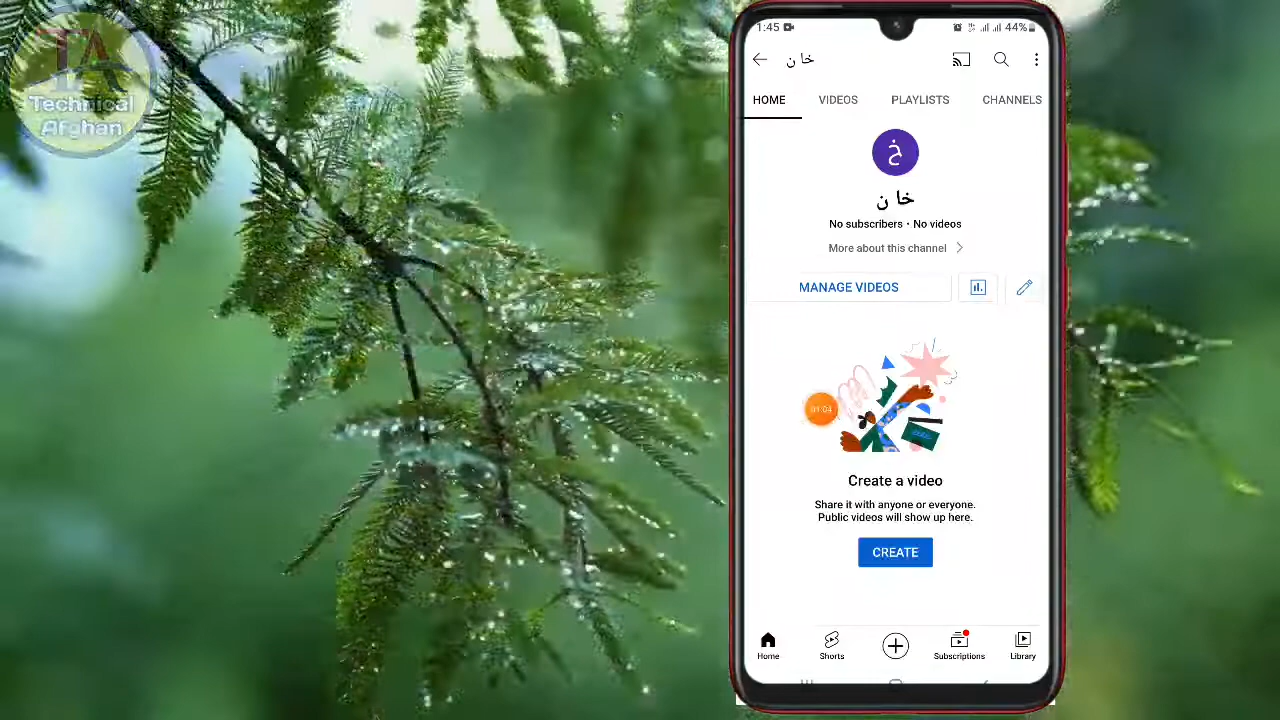 TA
Technical
Afghan
1:45
44%
خان
HOME VIDEOS PLAYLISTS CHANNELS
خ
خان
No subscribers • No videos
More about this channel
MANAGE VIDEOS
01:04
Create a video
Share it with anyone or everyone.
Public videos will show up here.
CREATE
Home Shorts Subscriptions Library